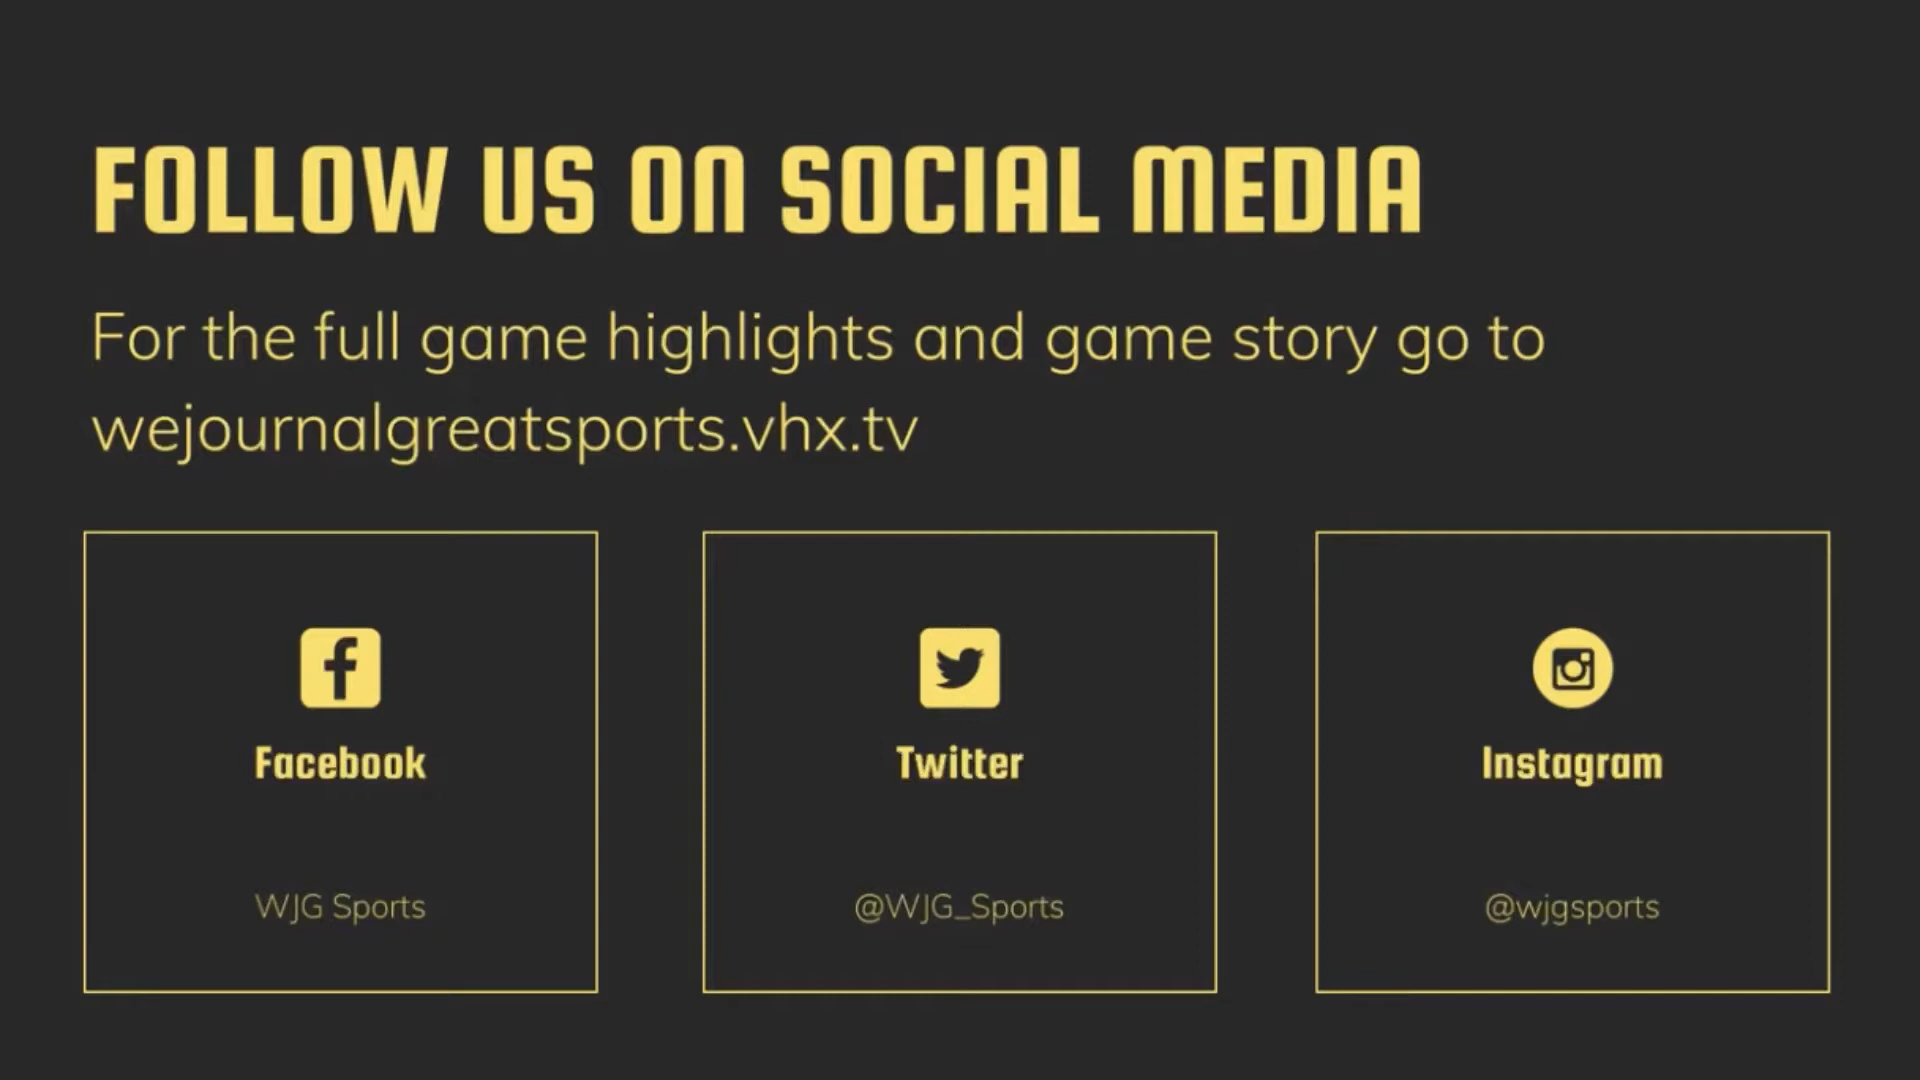 FOLLOW US ON SOCIAL MEDIA
For the full game highlights and game story go to
wejournalgreatsports.vhx.tv
Facebook
WJG Sports
Twitter
@WJG_Sports
Instagram
@wjgsports